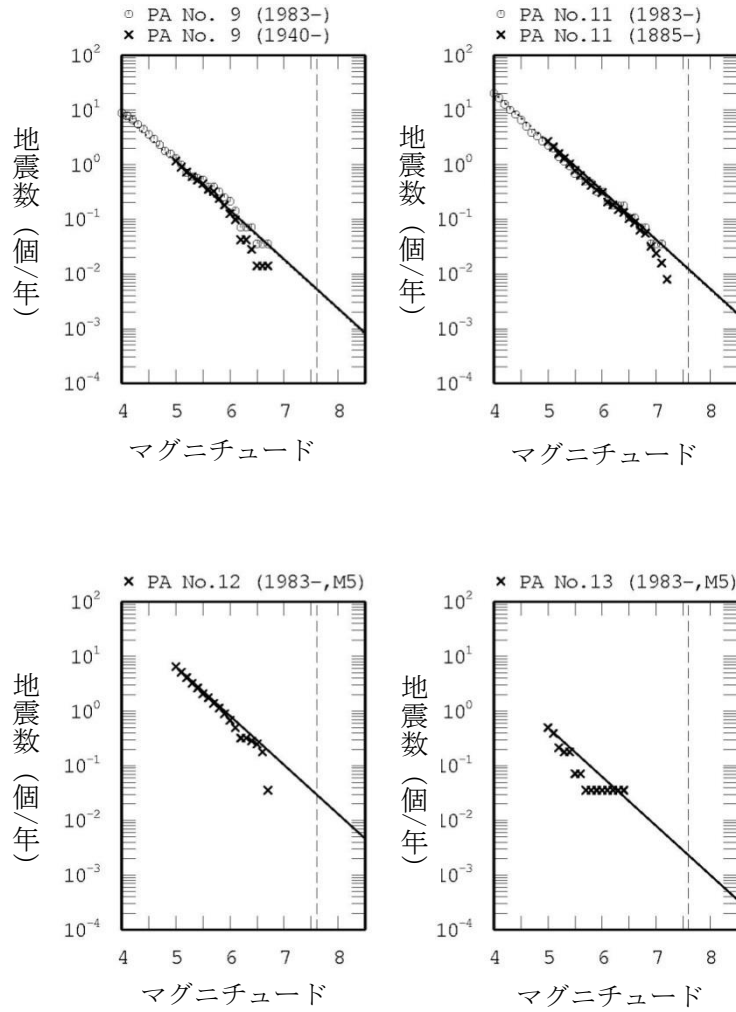 ⊙ PA No. 9 (1983-)
× PA No. 9 (1940-)
10²
10¹
10⁰
10⁻¹
10⁻²
10⁻³
10⁻⁴
地震数（個/年）
4 5 6 7 8
マグニチュード
⊙ PA No.11 (1983-)
× PA No.11 (1885-)
10²
10¹
10⁰
10⁻¹
10⁻²
10⁻³
10⁻⁴
地震数（個/年）
4 5 6 7 8
マグニチュード
× PA No.12 (1983-,M5)
10²
10¹
10⁰
10⁻¹
10⁻²
10⁻³
10⁻⁴
地震数（個/年）
4 5 6 7 8
マグニチュード
× PA No.13 (1983-,M5)
10²
10¹
10⁰
10⁻¹
10⁻²
10⁻³
10⁻⁴
地震数（個/年）
4 5 6 7 8
マグニチュード